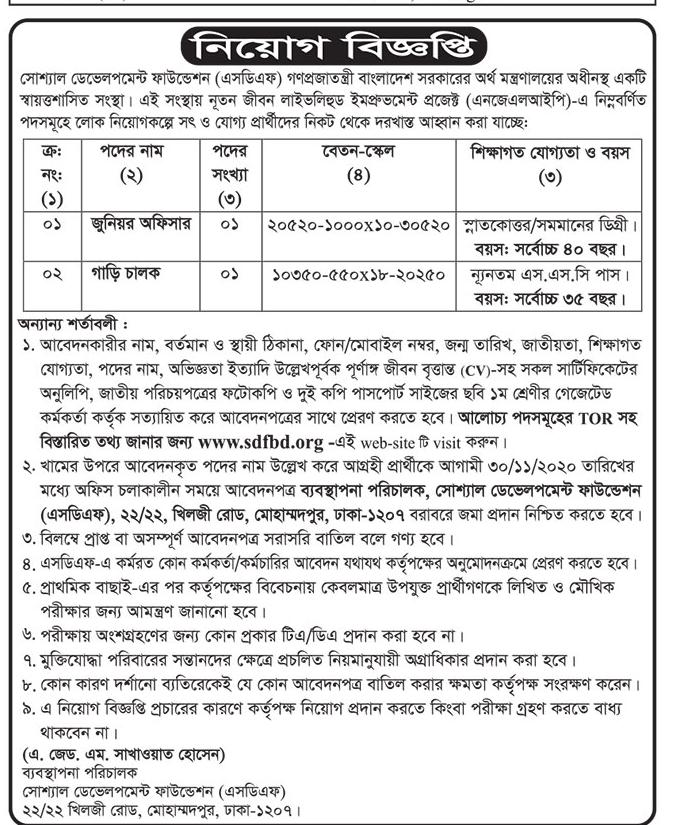 নিয়োগ বিজ্ঞপ্তি
সোশ্যাল ডেভেলপমেন্ট ফাউন্ডেশন (এসডিএফ) গণপ্রজাতন্ত্রী বাংলাদেশ সরকারের অর্থ মন্ত্রণালয়ের অধীনস্থ একটি
স্বায়ত্তশাসিত সংস্থা। এই সংস্থায় নূতন জীবন লাইভলিহুড ইমপ্রুভমেন্ট প্রজেক্ট (এনজেএলআইপি)-এ নিম্নবর্ণিত
পদসমূহে লোক নিয়োগকল্পে সৎ ও যোগ্য প্রার্থীদের নিকট থেকে দরখাস্ত আহ্বান করা যাচ্ছে:
ক্র: নং: (১) পদের নাম (২) পদের সংখ্যা (৩) বেতন-স্কেল (৪) শিক্ষাগত যোগ্যতা ও বয়স (৩)
০১ জুনিয়র অফিসার ০১ ২০৫২০-১০০০x১০-৩০৫২০ স্নাতকোত্তর/সমমানের ডিগ্রী।
বয়স: সর্বোচ্চ ৪০ বছর।
০২ গাড়ি চালক ০১ ১০৩৫০-৫৫০x১৮-২০২৫০ ন্যূনতম এস.এস.সি পাস।
বয়স: সর্বোচ্চ ৩৫ বছর।
অন্যান্য শর্তাবলী :
১. আবেদনকারীর নাম, বর্তমান ও স্থায়ী ঠিকানা, ফোন/মোবাইল নম্বর, জন্ম তারিখ, জাতীয়তা, শিক্ষাগত
যোগ্যতা, পদের নাম, অভিজ্ঞতা ইত্যাদি উল্লেখপূর্বক পূর্ণাঙ্গ জীবন বৃত্তান্ত (CV)-সহ সকল সার্টিফিকেটের
অনুলিপি, জাতীয় পরিচয়পত্রের ফটোকপি ও দুই কপি পাসপোর্ট সাইজের ছবি ১ম শ্রেণীর গেজেটেড
কর্মকর্তা কর্তৃক সত্যায়িত করে আবেদনপত্রের সাথে প্রেরণ করতে হবে। আলোচ্য পদসমূহের TOR সহ
বিস্তারিত তথ্য জানার জন্য www.sdfbd.org -এই web-site টি visit করুন।
২. খামের উপরে আবেদনকৃত পদের নাম উল্লেখ করে আগ্রহী প্রার্থীকে আগামী ৩০/১১/২০২০ তারিখের
মধ্যে অফিস চলাকালীন সময়ে আবেদনপত্র ব্যবস্থাপনা পরিচালক, সোশ্যাল ডেভেলপমেন্ট ফাউন্ডেশন
(এসডিএফ), ২২/২২, খিলজী রোড, মোহাম্মদপুর, ঢাকা-১২০৭ বরাবরে জমা প্রদান নিশ্চিত করতে হবে।
৩. বিলম্বে প্রাপ্ত বা অসম্পূর্ণ আবেদনপত্র সরাসরি বাতিল বলে গণ্য হবে।
৪. এসডিএফ-এ কর্মরত কোন কর্মকর্তা/কর্মচারির আবেদন যথাযথ কর্তৃপক্ষের অনুমোদনক্রমে প্রেরণ করতে হবে।
৫. প্রাথমিক বাছাই-এর পর কর্তৃপক্ষের বিবেচনায় কেবলমাত্র উপযুক্ত প্রার্থীগণকে লিখিত ও মৌখিক
পরীক্ষার জন্য আমন্ত্রণ জানানো হবে।
৬. পরীক্ষায় অংশগ্রহণের জন্য কোন প্রকার টিএ/ডিএ প্রদান করা হবে না।
৭. মুক্তিযোদ্ধা পরিবারের সন্তানদের ক্ষেত্রে প্রচলিত নিয়মানুযায়ী অগ্রাধিকার প্রদান করা হবে।
৮. কোন কারণ দর্শানো ব্যতিরেকেই যে কোন আবেদনপত্র বাতিল করার ক্ষমতা কর্তৃপক্ষ সংরক্ষণ করেন।
৯. এ নিয়োগ বিজ্ঞপ্তি প্রচারের কারণে কর্তৃপক্ষ নিয়োগ প্রদান করতে কিংবা পরীক্ষা গ্রহণ করতে বাধ্য
থাকবেন না।
(এ. জেড. এম. সাখাওয়াত হোসেন)
ব্যবস্থাপনা পরিচালক
সোশ্যাল ডেভেলপমেন্ট ফাউন্ডেশন (এসডিএফ)
২২/২২ খিলজী রোড, মোহাম্মদপুর, ঢাকা-১২০৭।